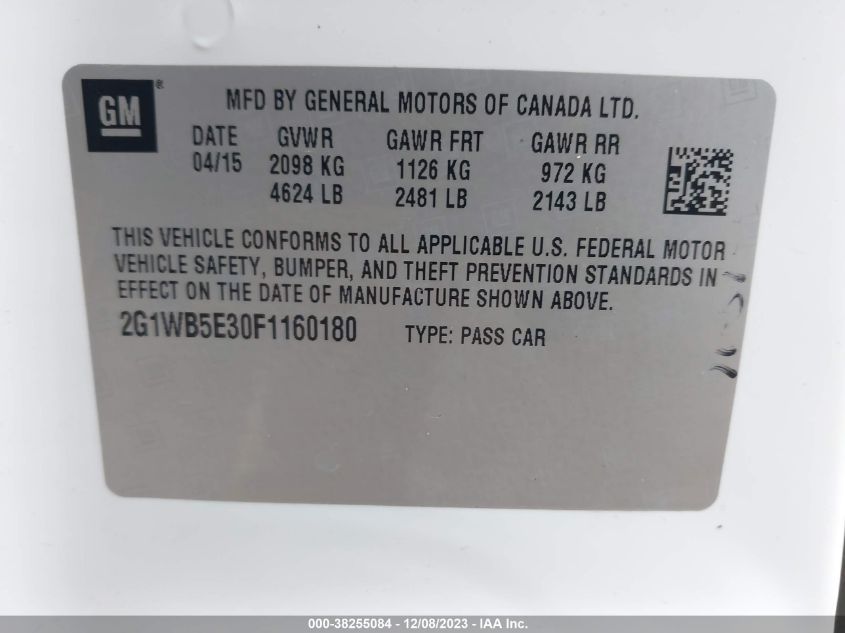 GM®
MFD BY GENERAL MOTORS OF CANADA LTD.
DATE GVWR GAWR FRT GAWR RR
04/15 2098 KG 1126 KG 972 KG
4624 LB 2481 LB 2143 LB
THIS VEHICLE CONFORMS TO ALL APPLICABLE U.S. FEDERAL MOTOR
VEHICLE SAFETY, BUMPER, AND THEFT PREVENTION STANDARDS IN
EFFECT ON THE DATE OF MANUFACTURE SHOWN ABOVE.
2G1WB5E30F1160180 TYPE: PASS CAR
000-38255084 - 12/08/2023 - IAA Inc.